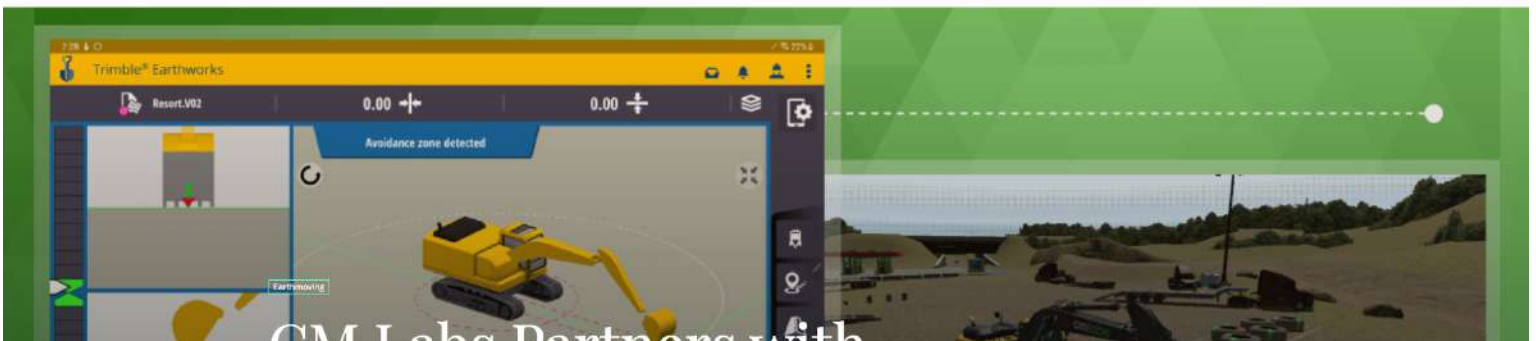 Trimble® Earthworks
Resort.V02
0.00
0.00
Avoidance zone detected
Earthmoving
CM Labs Partners with